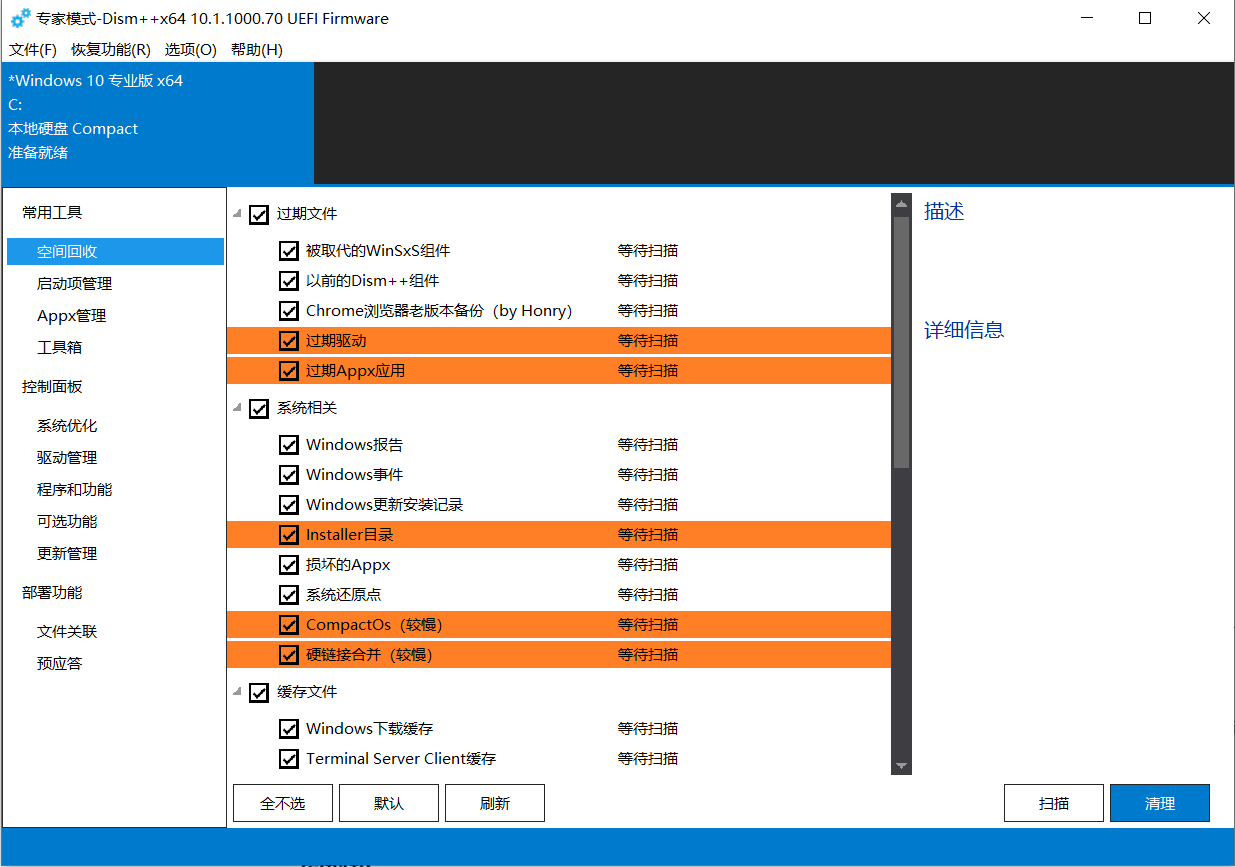 专家模式-Dism++x64 10.1.1000.70 UEFI Firmware
文件(F) 恢复功能(R) 选项(O) 帮助(H)
*Windows 10 专业版 x64
C:
本地硬盘 Compact
准备就绪
常用工具
空间回收
启动项管理
Appx管理
工具箱
控制面板
系统优化
驱动管理
程序和功能
可选功能
更新管理
部署功能
文件关联
预应答
过期文件
被取代的WinSxS组件 等待扫描
以前的Dism++组件 等待扫描
Chrome浏览器老版本备份（by Honry） 等待扫描
过期驱动 等待扫描
过期Appx应用 等待扫描
系统相关
Windows报告 等待扫描
Windows事件 等待扫描
Windows更新安装记录 等待扫描
Installer目录 等待扫描
损坏的Appx 等待扫描
系统还原点 等待扫描
CompactOs（较慢） 等待扫描
硬链接合并（较慢） 等待扫描
缓存文件
Windows下载缓存 等待扫描
Terminal Server Client缓存 等待扫描
描述
详细信息
全不选 默认 刷新 扫描 清理